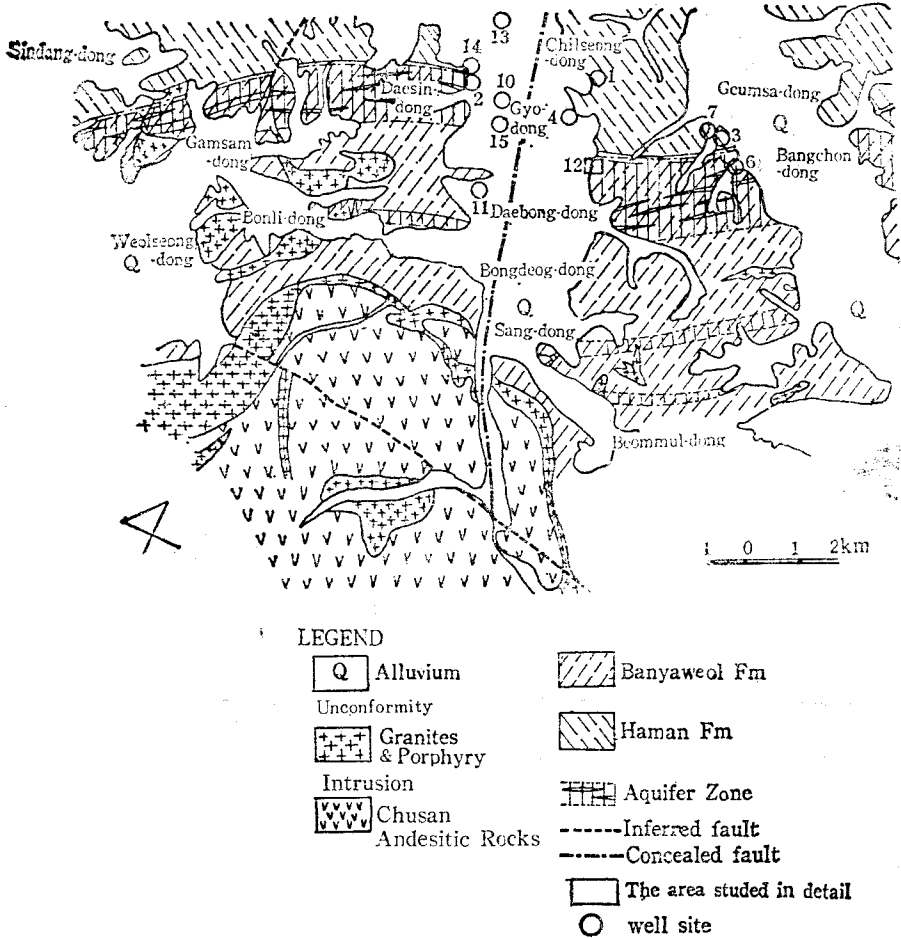 13
Sindang-dong
Chilseong
-dong
14
1
Daesin-
dong
2
10
Geumsa-dong
Gyo-
dong
4
7
3
Q
15
Gamsam
-dong
Bangchon
-dong
12
6
11
Daebong-dong
Bonli-dong
Weolseong
-dong
Q
Bongdeog-dong
Q
Sang-dong
Q
Beommul-dong
1 0 1 2km
LEGEND
Q Alluvium
Unconformity
Granites
& Porphyry
Intrusion
Chusan
Andesitic Rocks
Banyaweol Fm
Haman Fm
Aquifer Zone
Inferred fault
Concealed fault
The area studed in detail
well site